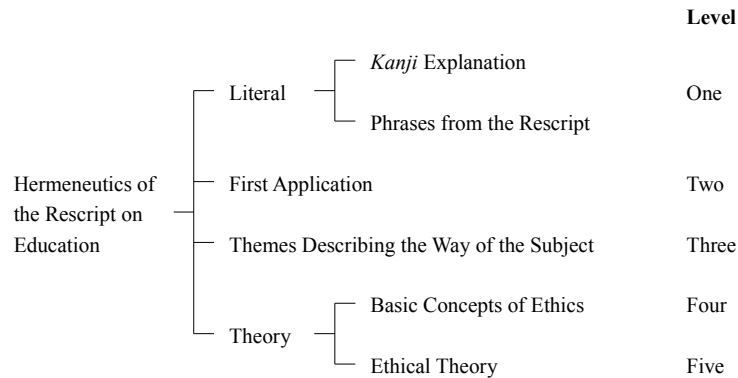 Level
Kanji Explanation
Literal
One
Phrases from the Rescript
Hermeneutics of
the Rescript on
Education
First Application
Two
Themes Describing the Way of the Subject
Three
Basic Concepts of Ethics
Four
Theory
Ethical Theory
Five